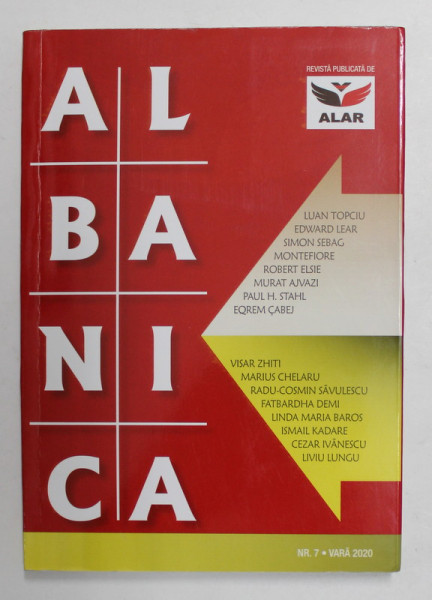 AL
BA
NI
CA
REVISTĂ PUBLICATĂ DE
ALAR
LUAN TOPCIU
EDWARD LEAR
SIMON SEBAG
MONTEFIORE
ROBERT ELSIE
MURAT AJVAZI
PAUL H. STAHL
EQREM ÇABEJ
VISAR ZHITI
MARIUS CHELARU
RADU-COSMIN SĂVULESCU
FATBARDHA DEMI
LINDA MARIA BAROS
ISMAIL KADARE
CEZAR IVĂNESCU
LIVIU LUNGU
NR. 7 • VARĂ 2020